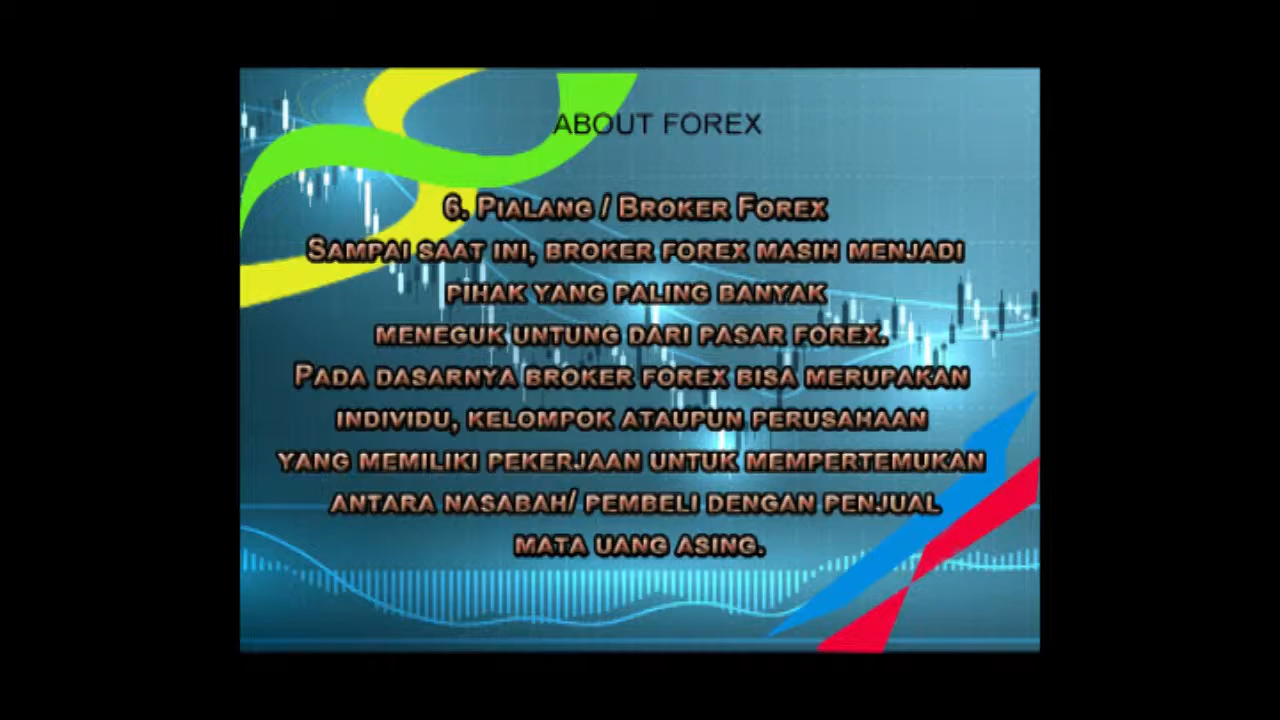 ABOUT FOREX
6. Pialang / Broker Forex
Sampai saat ini, broker forex masih menjadi
pihak yang paling banyak
meneguk untung dari pasar forex.
Pada dasarnya broker forex bisa merupakan
individu, kelompok ataupun perusahaan
yang memiliki pekerjaan untuk mempertemukan
antara nasabah/ pembeli dengan penjual
mata uang asing.